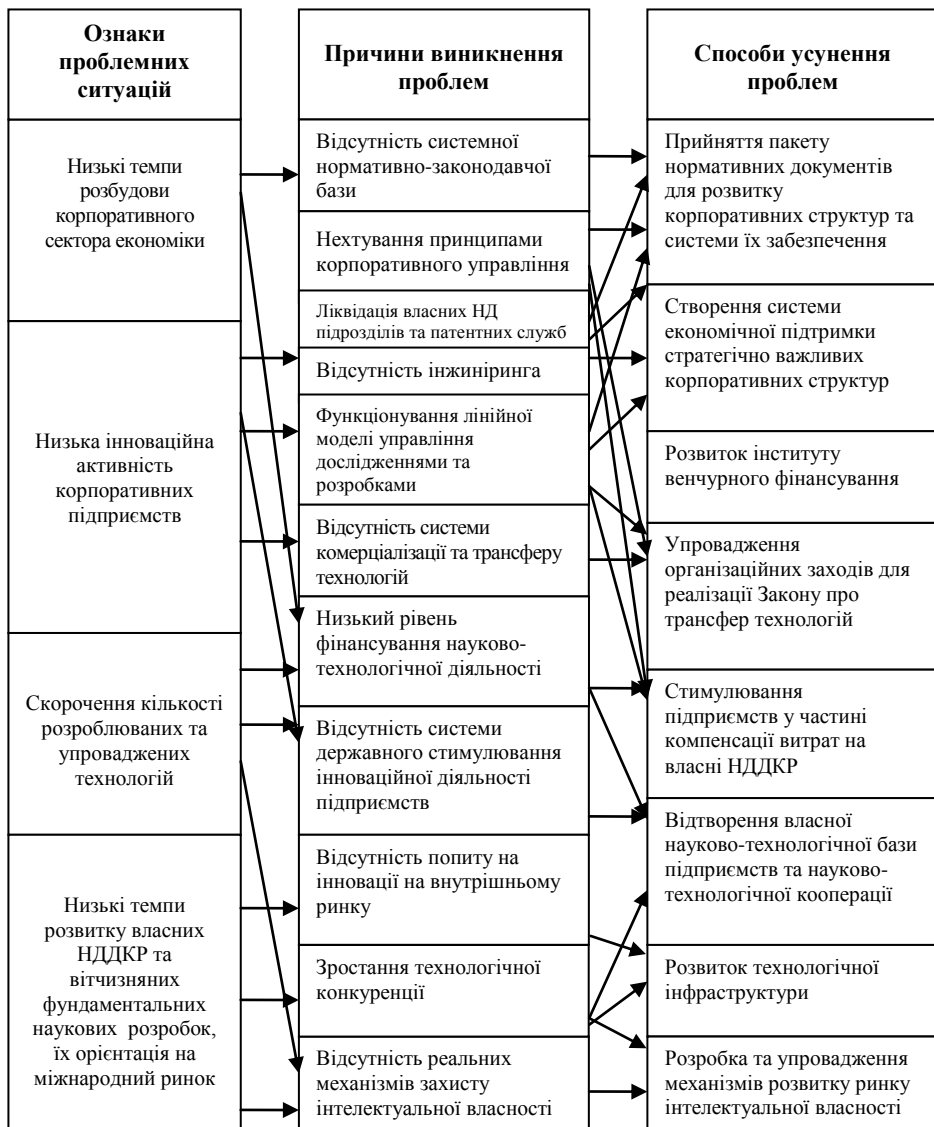 Ознаки
проблемних
ситуацій
Низькі темпи
розбудови
корпоративного
сектора економіки
Низька інноваційна
активність
корпоративних
підприємств
Скорочення кількості
розроблюваних та
упроваджених
технологій
Низькі темпи
розвитку власних
НДДКР та
вітчизняних
фундаментальних
наукових розробок,
їх орієнтація на
міжнародний ринок
Причини виникнення
проблем
Відсутність системної
нормативно-законодавчої
бази
Нехтування принципами
корпоративного управління
Ліквідація власних НД
підрозділів та патентних служб
Відсутність інжиніринга
Функціонування лінійної
моделі управління
дослідженнями та
розробками
Відсутність системи
комерціалізації та трансферу
технологій
Низький рівень
фінансування науково-
технологічної діяльності
Відсутність системи
державного стимулювання
інноваційної діяльності
підприємств
Відсутність попиту на
інновації на внутрішньому
ринку
Зростання технологічної
конкуренції
Відсутність реальних
механізмів захисту
інтелектуальної власності
Способи усунення
проблем
Прийняття пакету
нормативних документів
для розвитку
корпоративних структур та
системи їх забезпечення
Створення системи
економічної підтримки
стратегічно важливих
корпоративних структур
Розвиток інституту
венчурного фінансування
Упровадження
організаційних заходів для
реалізації Закону про
трансфер технологій
Стимулювання
підприємств у частині
компенсації витрат на
власні НДДКР
Відтворення власної
науково-технологічної бази
підприємств та науково-
технологічної кооперації
Розвиток технологічної
інфраструктури
Розробка та упровадження
механізмів розвитку ринку
інтелектуальної власності